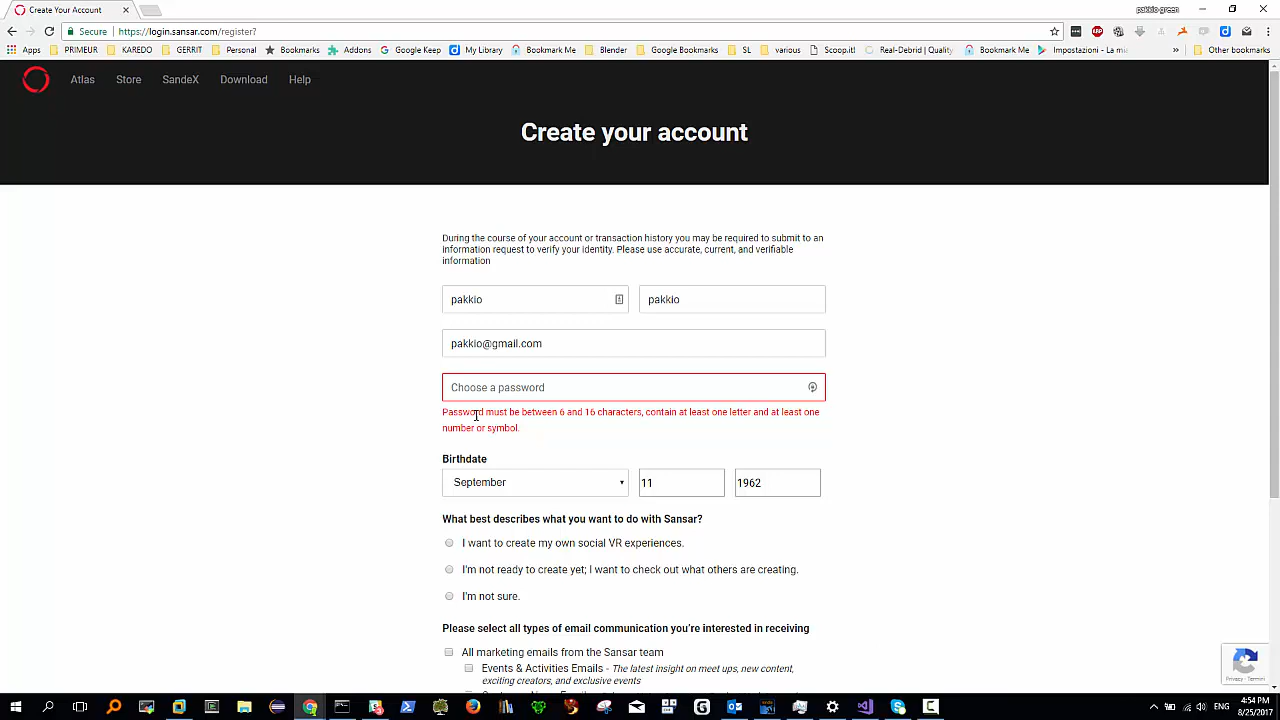 Create Your Account
pakkio green
Secure
https://login.sansar.com/register?
Apps PRIMEUR KAREDO GERRIT Personal Bookmarks Addons Google Keep My Library Bookmark Me Blender Google Bookmarks SL various Scoop.it! Real-Debrid | Quality Bookmark Me Impostazioni - La mi Other bookmarks
Atlas Store SandeX Download Help
Create your account
During the course of your account or transaction history you may be required to submit to an
information request to verify your identity. Please use accurate, current, and verifiable
information
pakkio pakkio
pakkio@gmail.com
Choose a password
Password must be between 6 and 16 characters, contain at least one letter and at least one
number or symbol.
Birthdate
September 11 1962
What best describes what you want to do with Sansar?
I want to create my own social VR experiences.
I'm not ready to create yet; I want to check out what others are creating.
I'm not sure.
Please select all types of email communication you're interested in receiving
All marketing emails from the Sansar team
Events & Activities Emails - The latest insight on meet ups, new content,
exciting creators, and exclusive events
Privacy - Termini
ENG
4:54 PM
8/25/2017